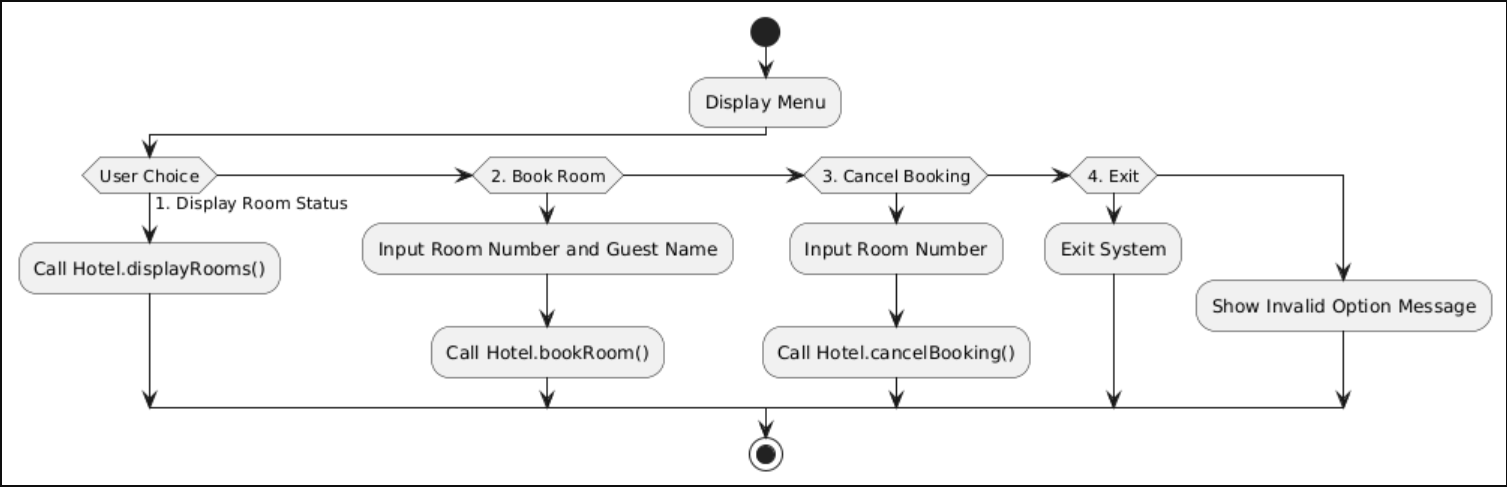 Display Menu
User Choice
2. Book Room
3. Cancel Booking
4. Exit
1. Display Room Status
Call Hotel.displayRooms()
Input Room Number and Guest Name
Input Room Number
Exit System
Show Invalid Option Message
Call Hotel.bookRoom()
Call Hotel.cancelBooking()